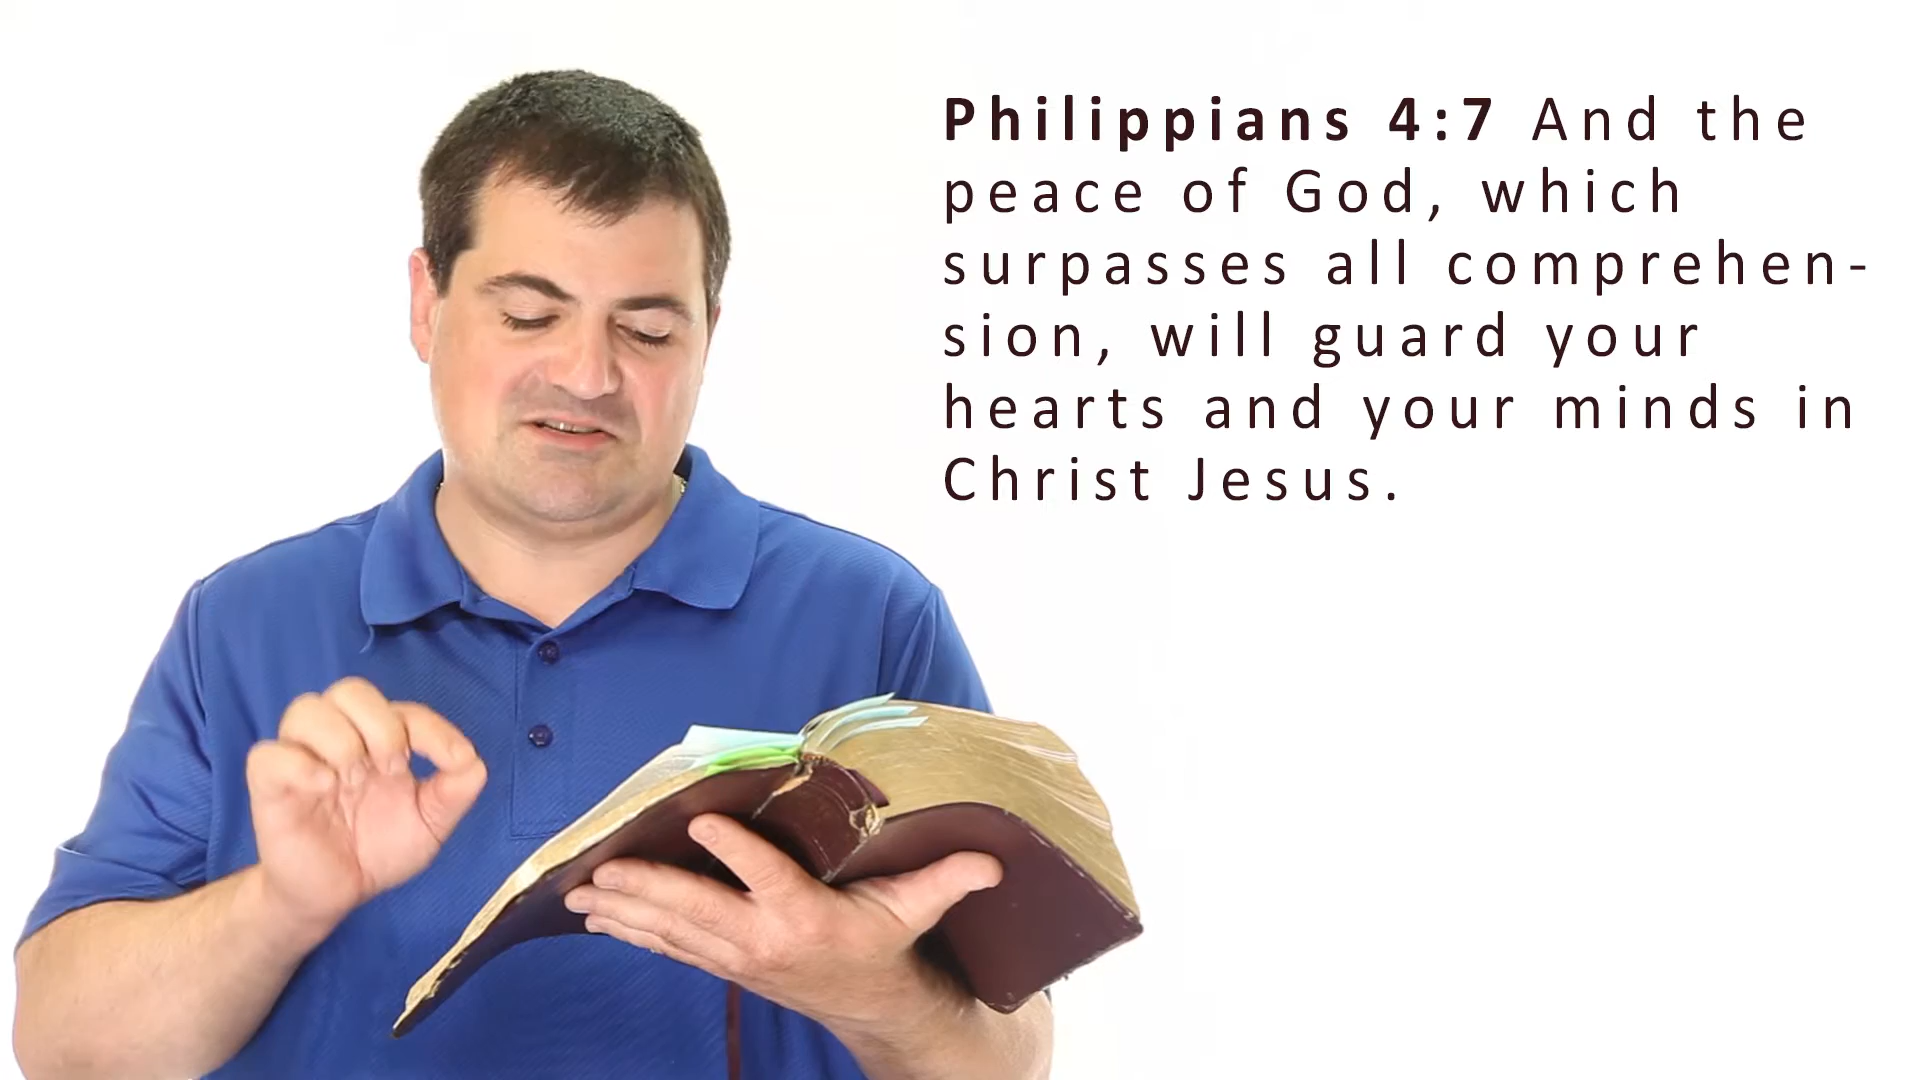 Philippians 4:7 And the
peace of God, which
surpasses all comprehen-
sion, will guard your
hearts and your minds in
Christ Jesus.